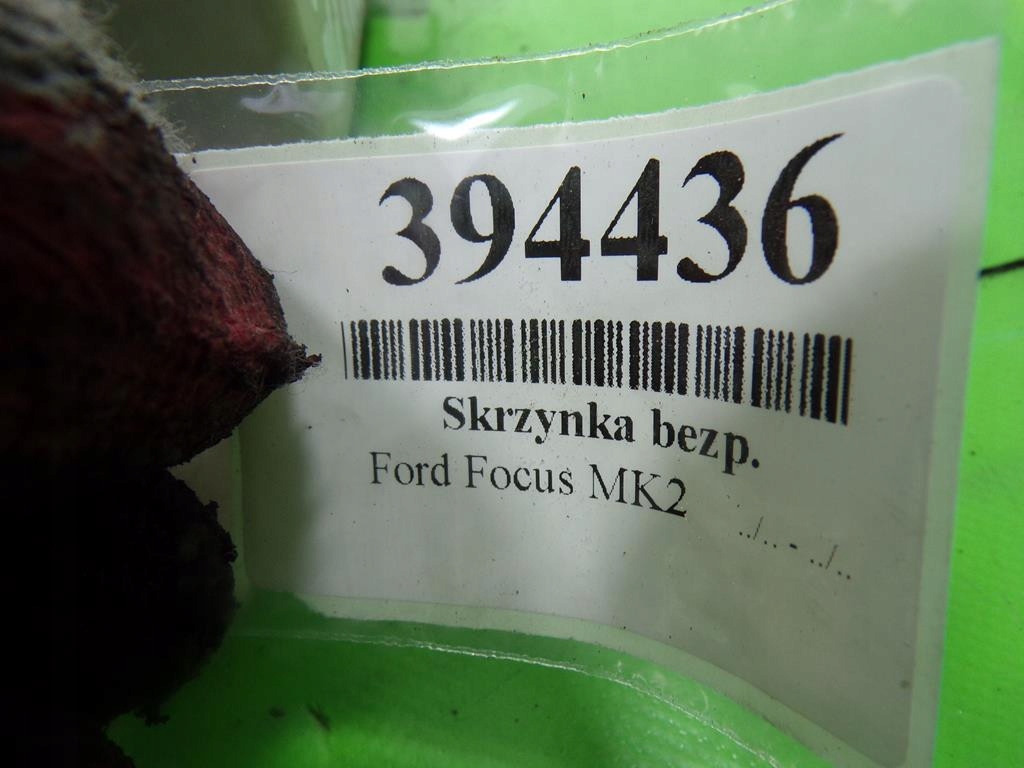 394436
Skrzynka bezp.
Ford Focus MK2
../.. - ../..